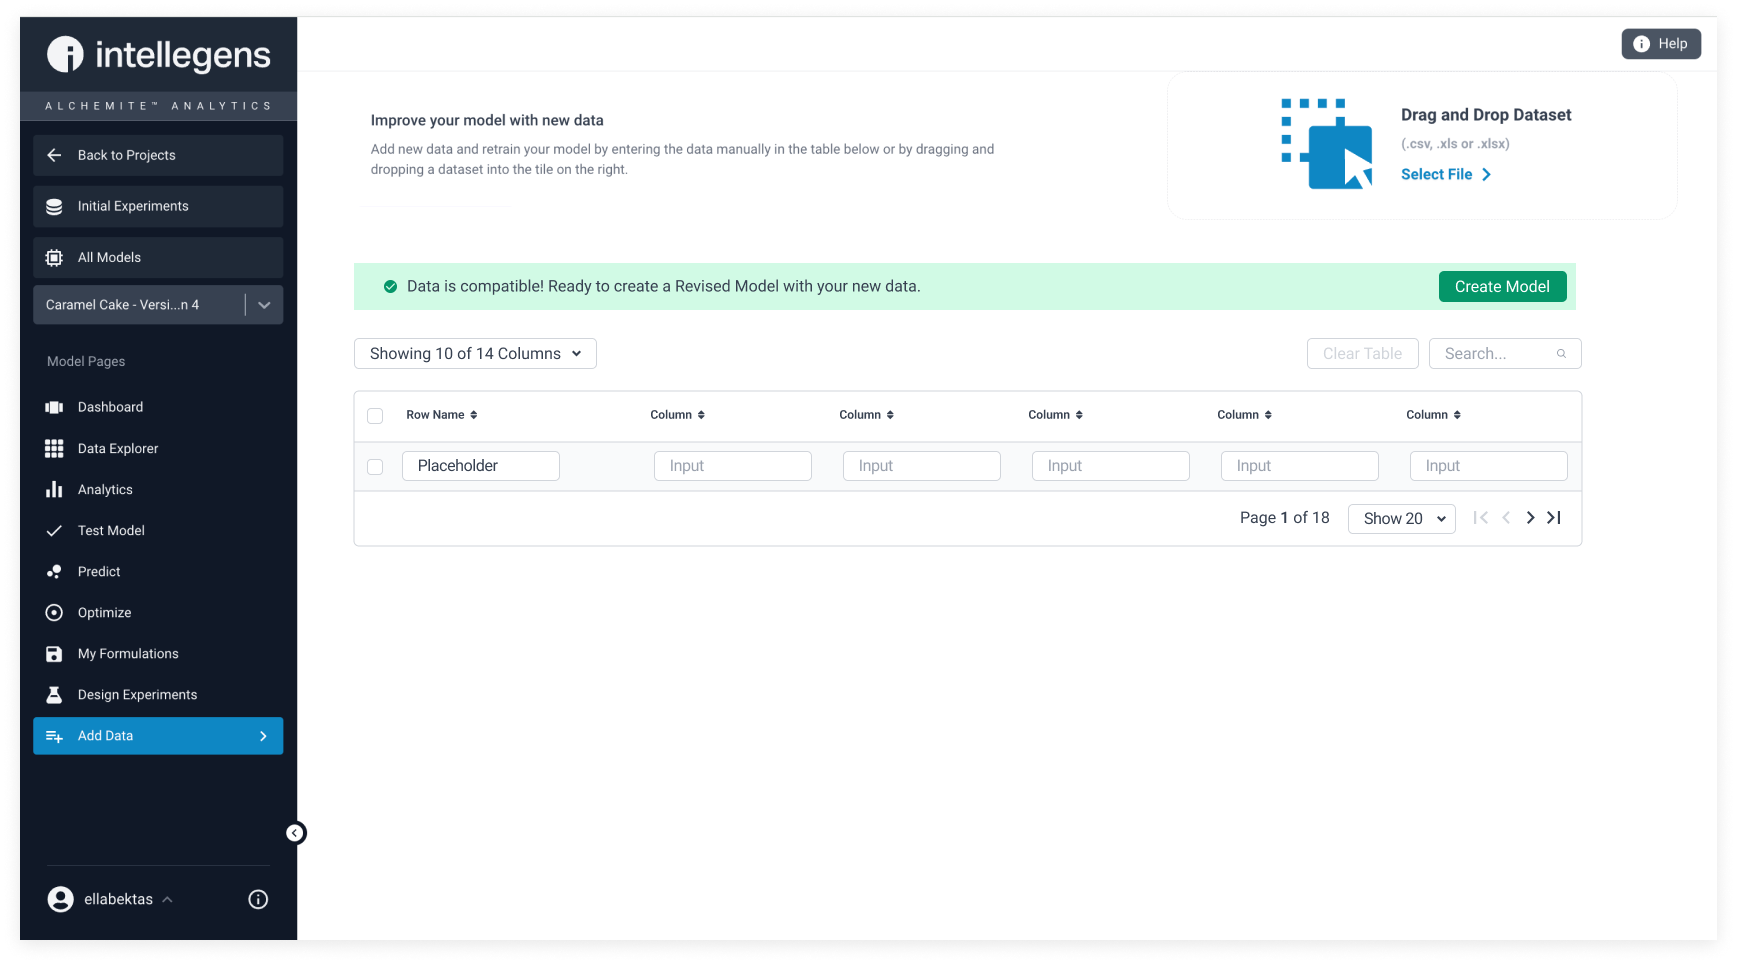 intellegens
ALCHEMITE™ ANALYTICS
Back to Projects
Initial Experiments
All Models
Caramel Cake - Versi...n 4
Model Pages
Dashboard
Data Explorer
Analytics
Test Model
Predict
Optimize
My Formulations
Design Experiments
Add Data
ellabektas
Help
Improve your model with new data
Add new data and retrain your model by entering the data manually in the table below or by dragging and
dropping a dataset into the tile on the right.
Drag and Drop Dataset
(.csv, .xls or .xlsx)
Select File
Data is compatible! Ready to create a Revised Model with your new data.
Create Model
Showing 10 of 14 Columns
Clear Table
Search...
Row Name Column Column Column Column Column
Placeholder Input Input Input Input Input
Page 1 of 18 Show 20